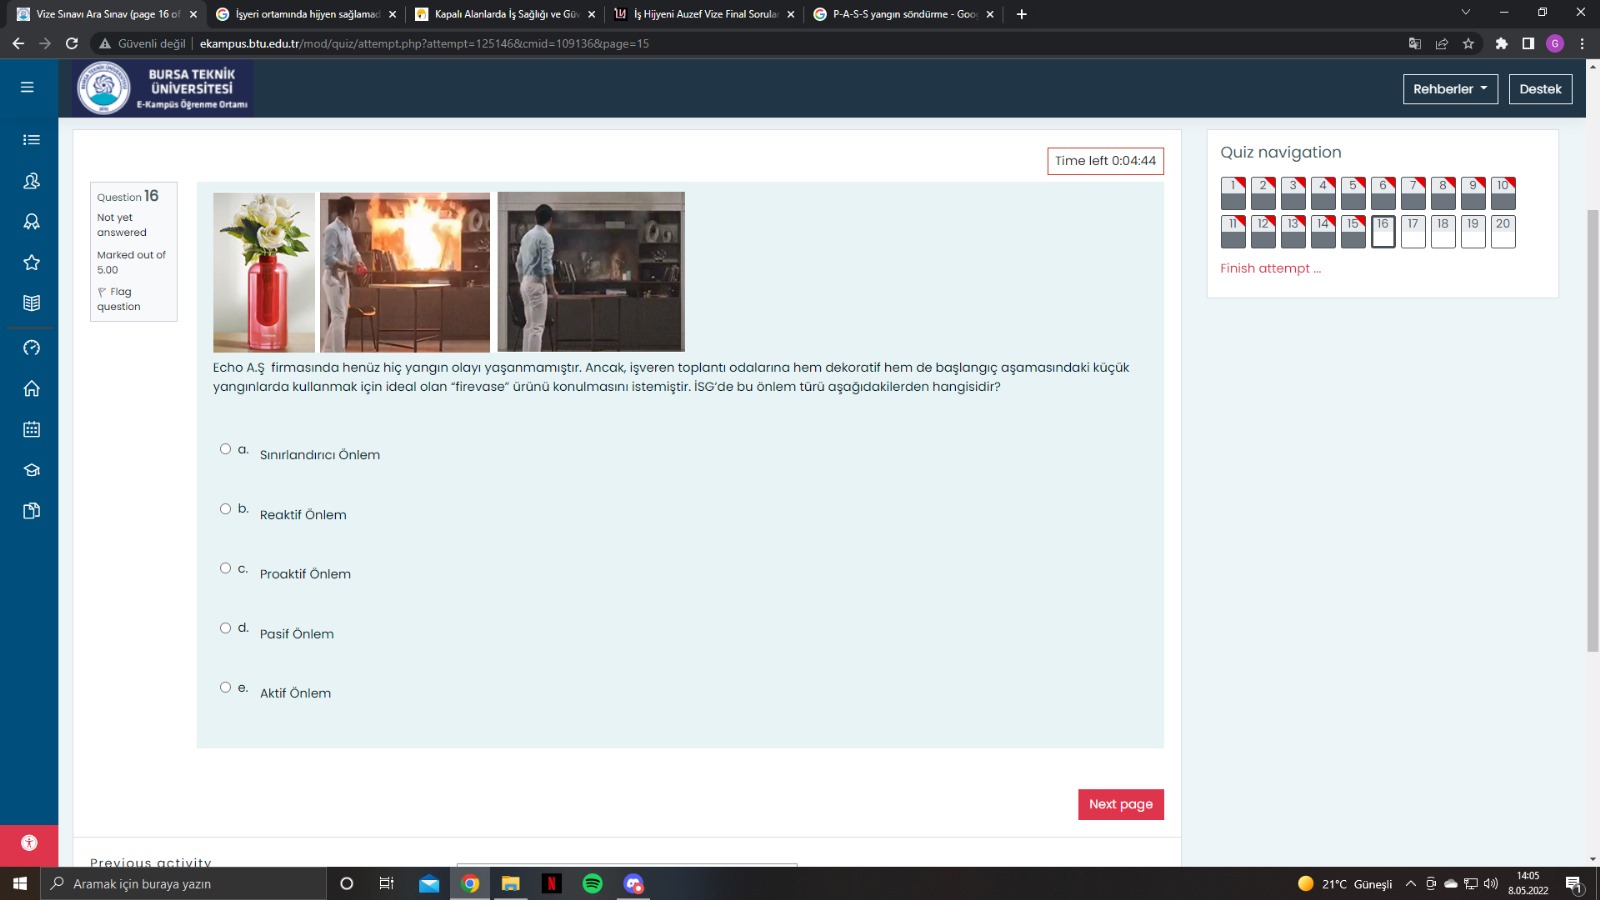 Vize Sınavı Ara Sınav (page 16 of
İşyeri ortamında hijyen sağlamad
Kapalı Alanlarda İş Sağlığı ve Güv
İş Hijyeni Auzef Vize Final Sorular
P-A-S-S yangın söndürme - Goog
Güvenli değil
ekampus.btu.edu.tr/mod/quiz/attempt.php?attempt=125146&cmid=109136&page=15
G
BURSA TEKNİK
ÜNİVERSİTESİ
E-Kampüs Öğrenme Ortamı
Rehberler
Destek
Time left 0:04:44
Quiz navigation
1 2 3 4 5 6 7 8 9 10
11 12 13 14 15 16 17 18 19 20
Finish attempt ...
Question 16
Not yet
answered
Marked out of
5.00
Flag
question
Echo A.Ş firmasında henüz hiç yangın olayı yaşanmamıştır. Ancak, işveren toplantı odalarına hem dekoratif hem de başlangıç aşamasındaki küçük
yangınlarda kullanmak için ideal olan “firevase” ürünü konulmasını istemiştir. İSG’de bu önlem türü aşağıdakilerden hangisidir?
a. Sınırlandırıcı Önlem
b. Reaktif Önlem
c. Proaktif Önlem
d. Pasif Önlem
e. Aktif Önlem
Next page
Previous activity
Aramak için buraya yazın
N
21°C Güneşli
14:05
8.05.2022
1